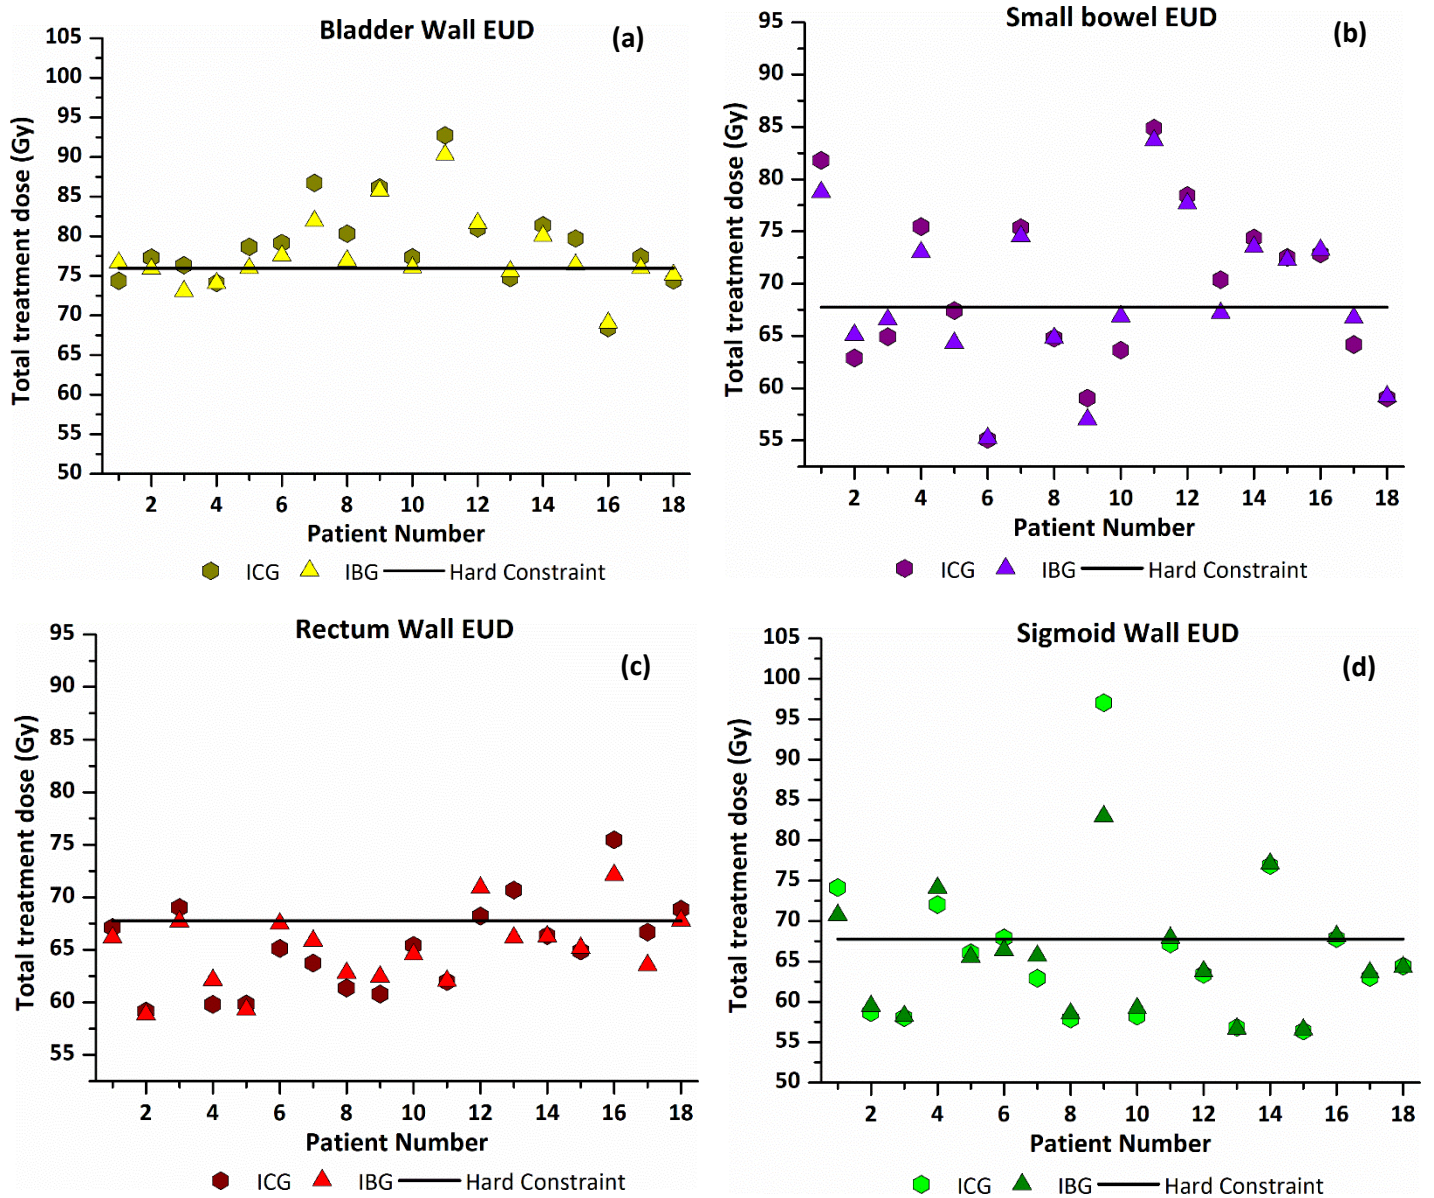 Bladder Wall EUD
(a)
Total treatment dose (Gy)
105
100
95
90
85
80
75
70
65
60
55
50
2 4 6 8 10 12 14 16 18
Patient Number
ICG IBG Hard Constraint
Small bowel EUD
(b)
Total treatment dose (Gy)
95
90
85
80
75
70
65
60
55
2 4 6 8 10 12 14 16 18
Patient Number
ICG IBG Hard Constraint
Rectum Wall EUD
(c)
Total treatment dose (Gy)
95
90
85
80
75
70
65
60
55
2 4 6 8 10 12 14 16 18
Patient Number
ICG IBG Hard Constraint
Sigmoid Wall EUD
(d)
Total treatment dose (Gy)
105
100
95
90
85
80
75
70
65
60
55
50
2 4 6 8 10 12 14 16 18
Patient Number
ICG IBG Hard Constraint